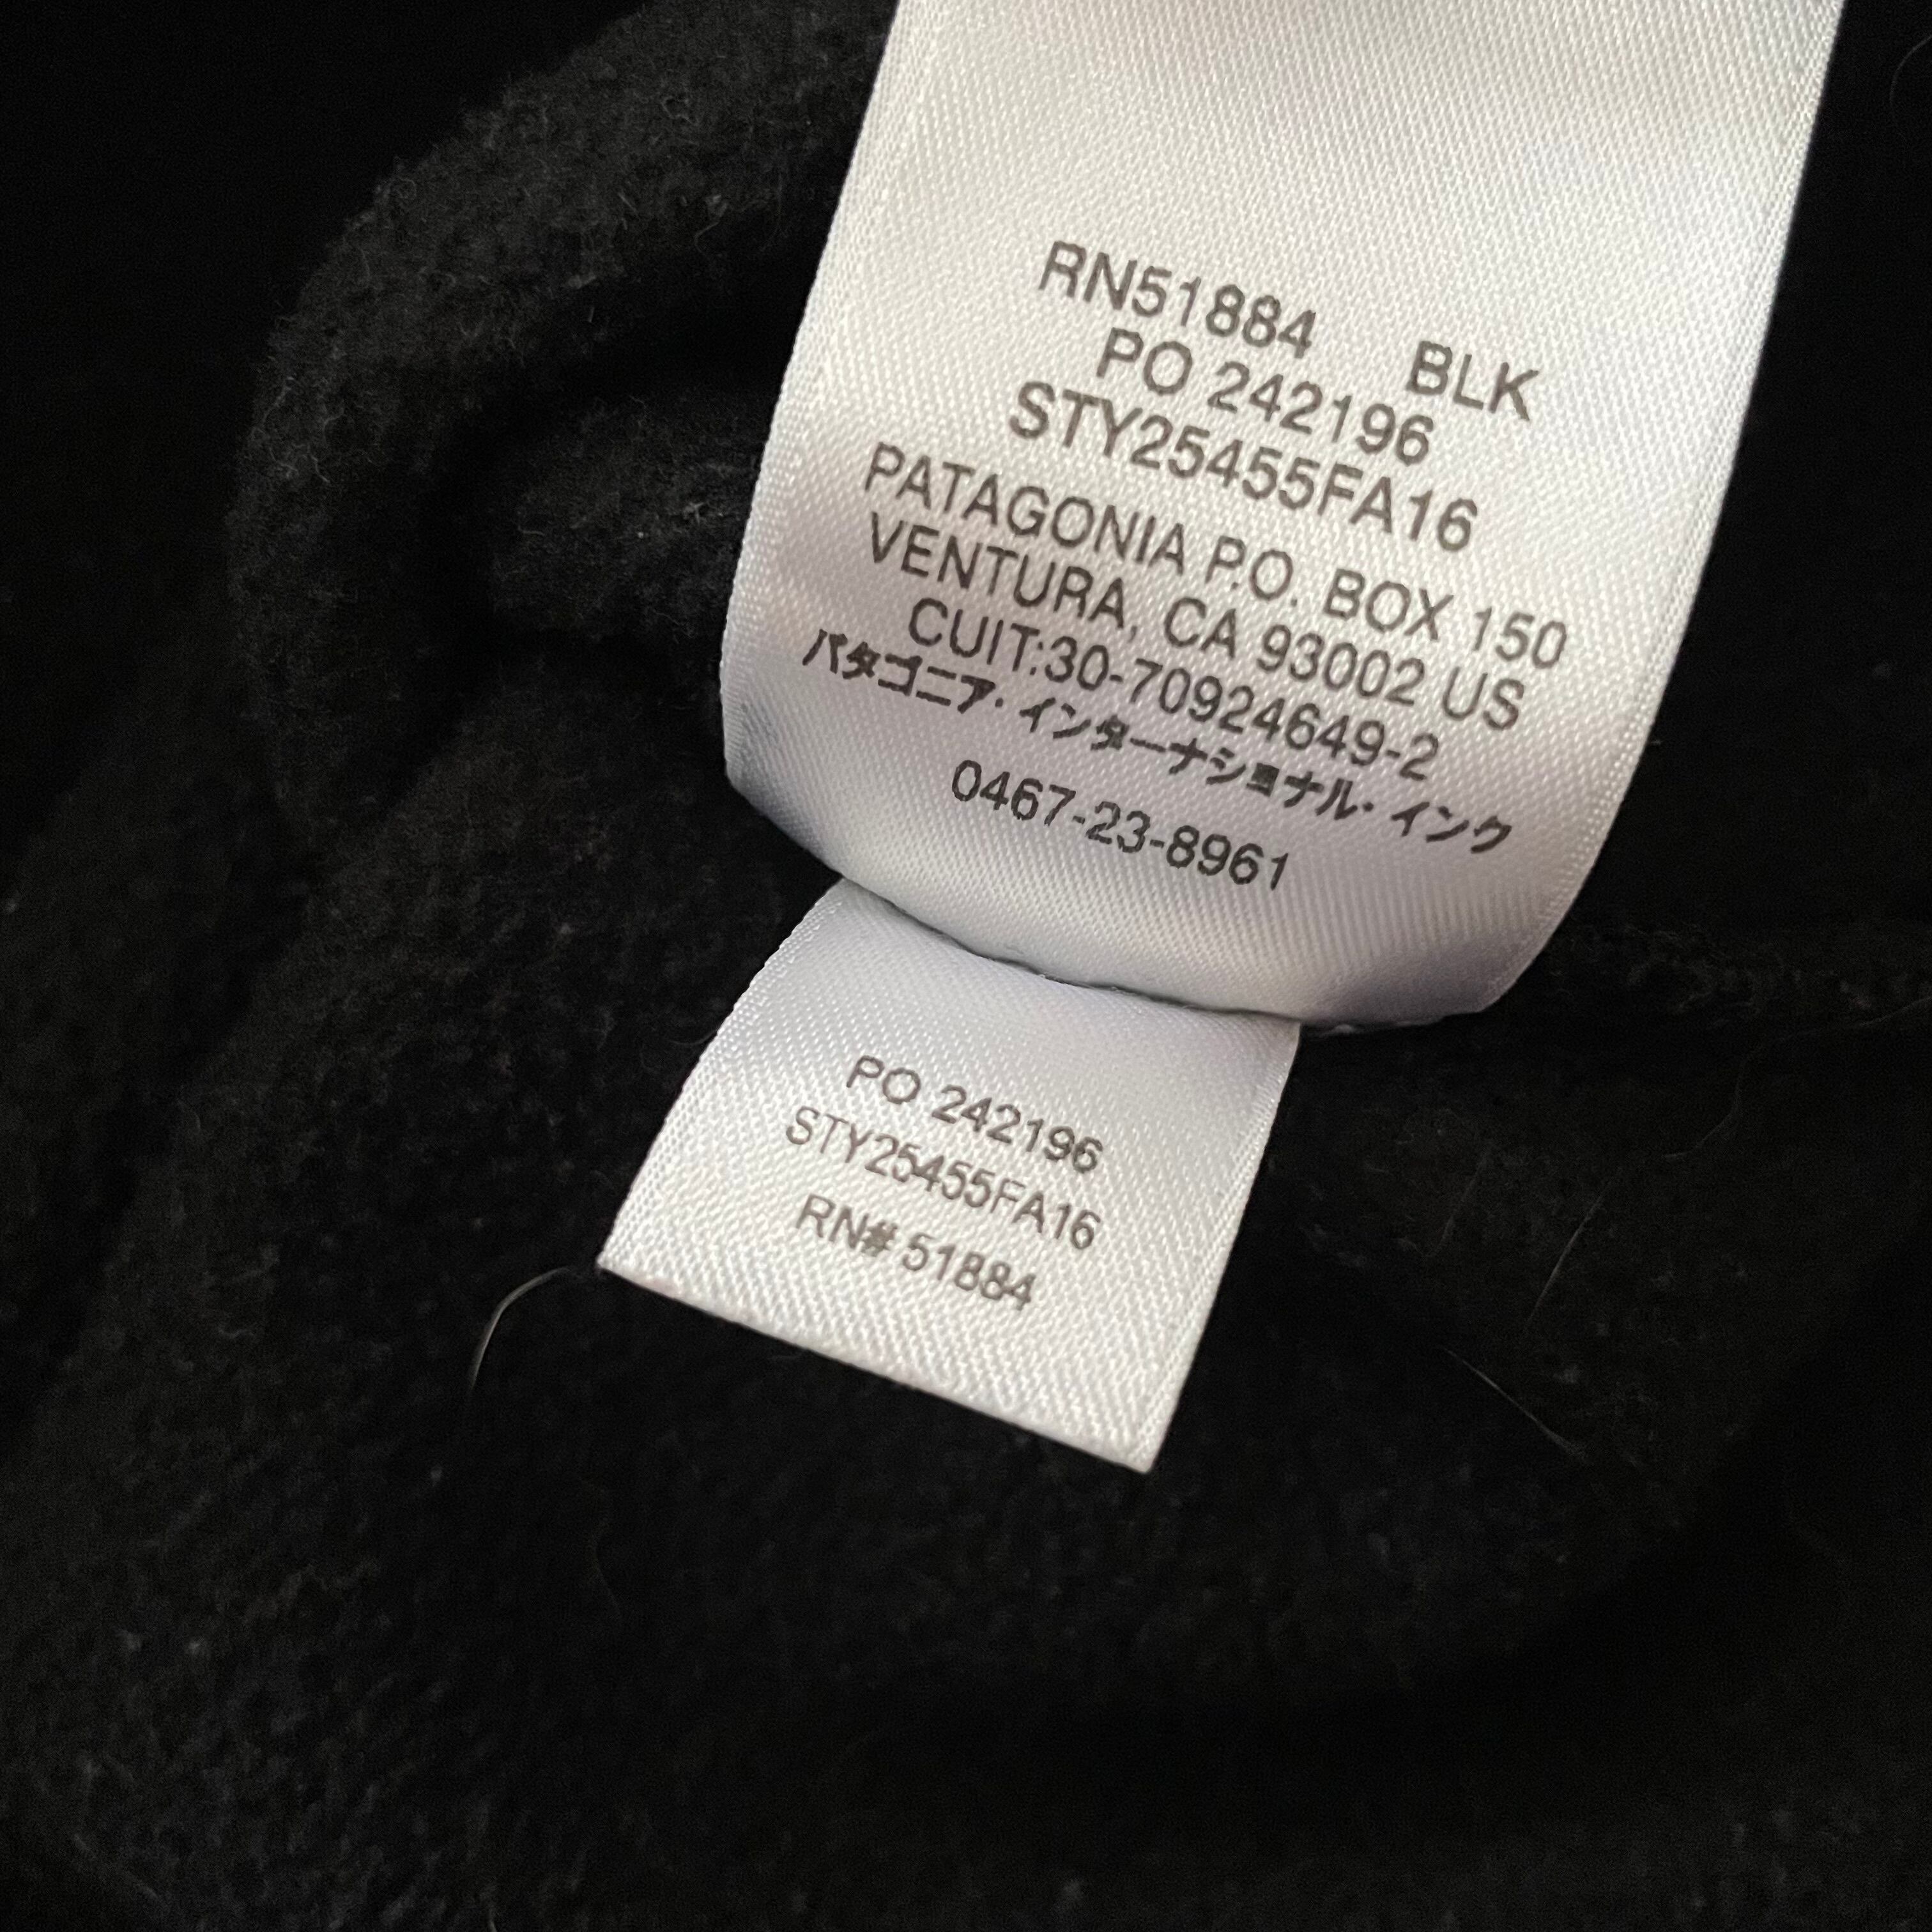 RN51884 BLK
PO 242196
STY25455FA16
PATAGONIA P.O. BOX 150
VENTURA, CA 93002 US
CUIT:30-70924649-2
パタゴニア・インターナショナル・インク
0467-23-8961
PO 242196
STY25455FA16
RN# 51884